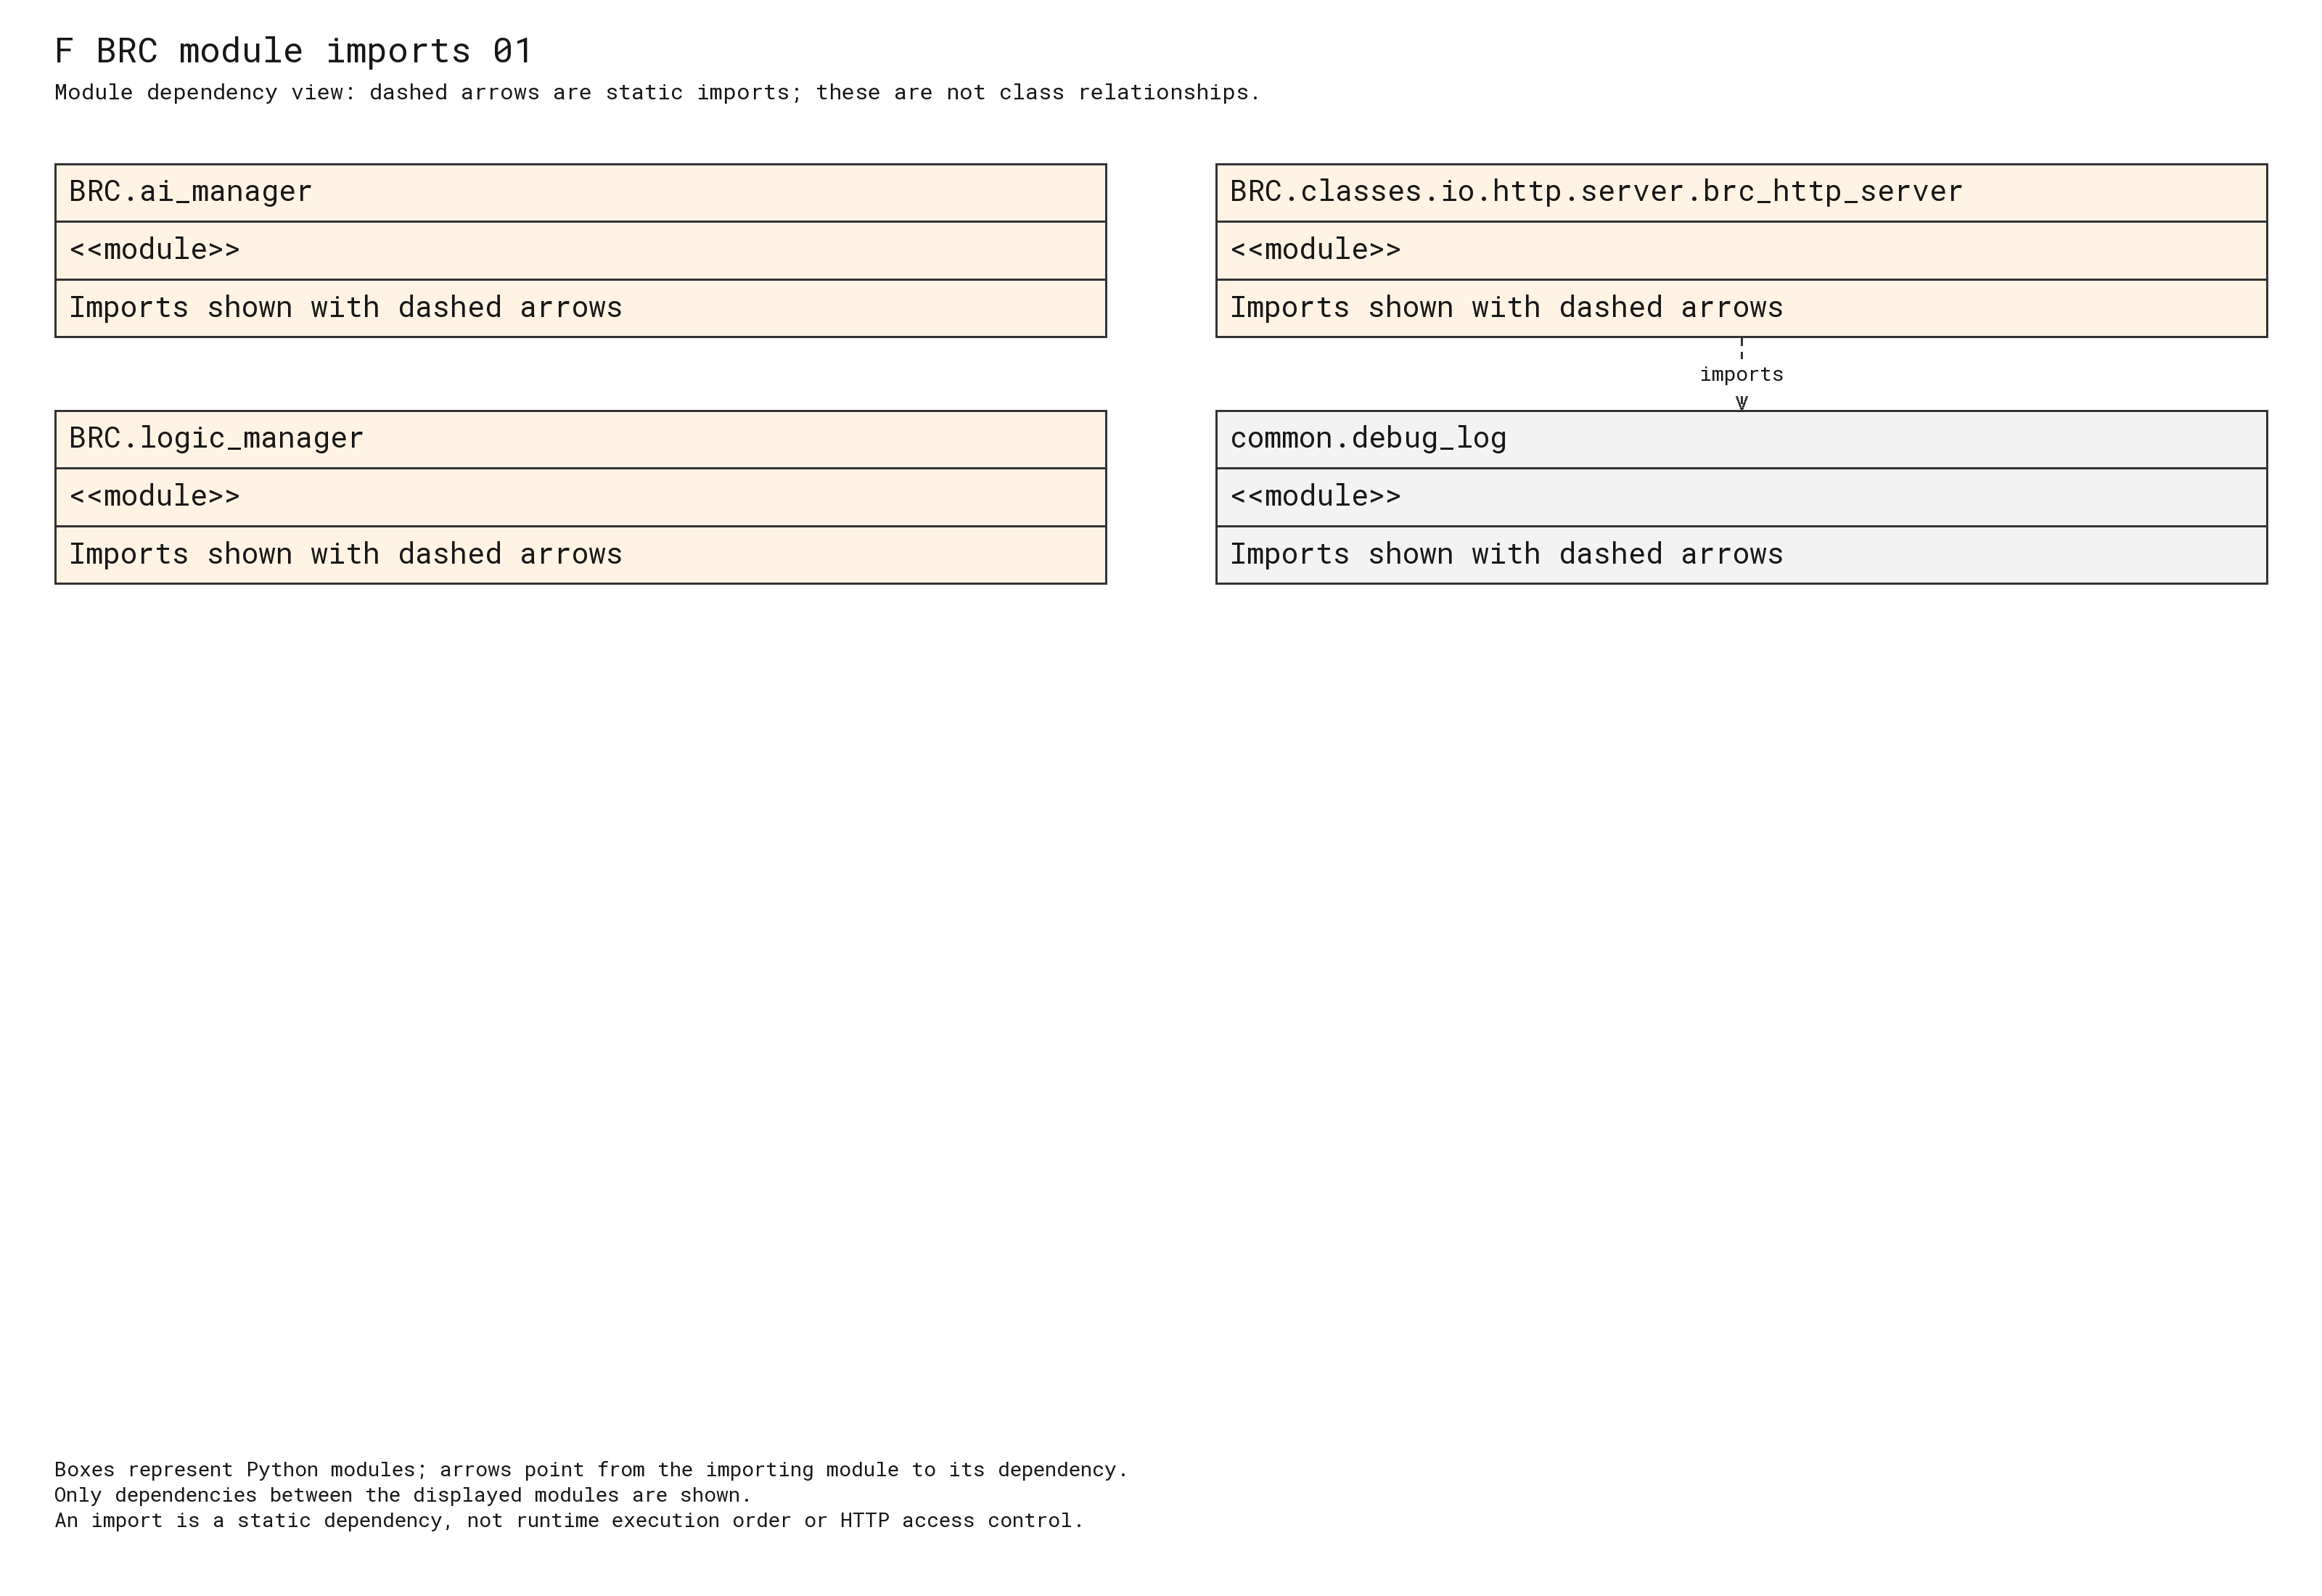 F BRC module imports 01
Module dependency view: dashed arrows are static imports; these are not class relationships.
BRC.ai_manager
<<module>>
Imports shown with dashed arrows
BRC.classes.io.http.server.brc_http_server
<<module>>
Imports shown with dashed arrows
imports
BRC.logic_manager
<<module>>
Imports shown with dashed arrows
common.debug_log
<<module>>
Imports shown with dashed arrows
Boxes represent Python modules; arrows point from the importing module to its dependency.
Only dependencies between the displayed modules are shown.
An import is a static dependency, not runtime execution order or HTTP access control.